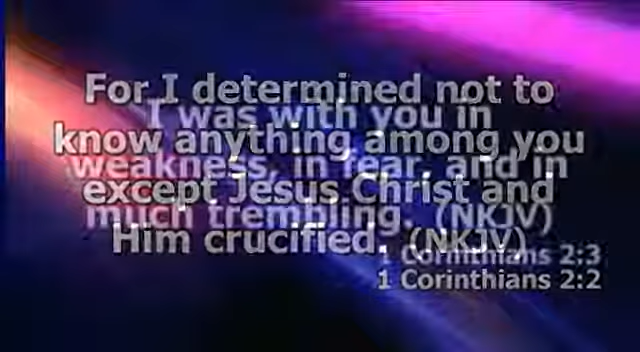 For I determined not to
I was with you in
know anything among you
weakness, in fear, and in
except Jesus Christ and
much trembling. (NKJV)
Him crucified. (NKJV)
1 Corinthians 2:3
1 Corinthians 2:2